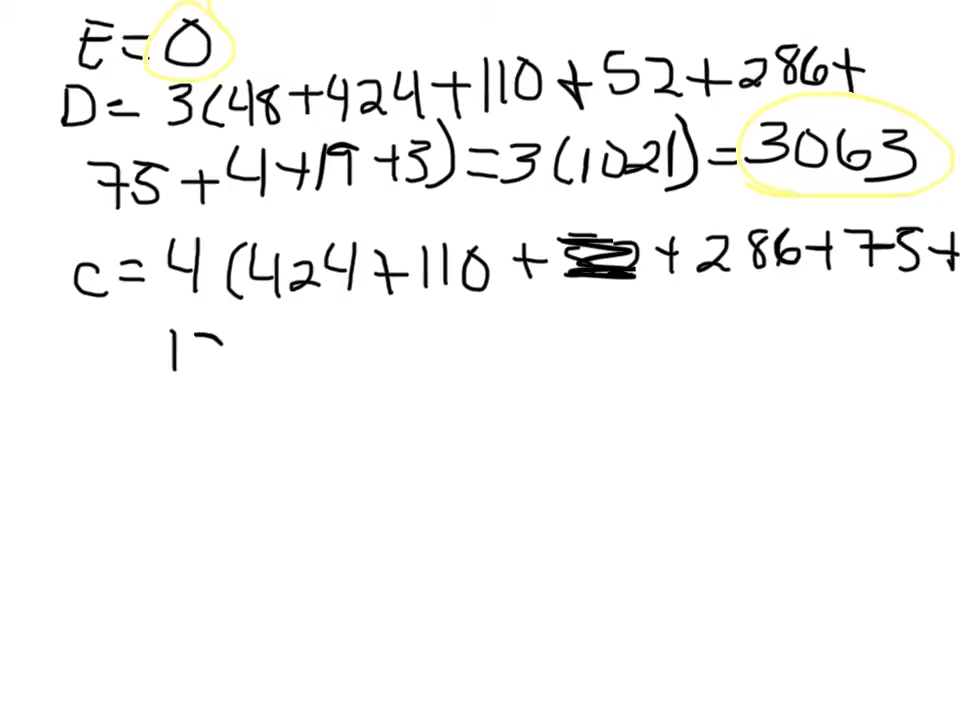 E = 0
D = 3(48 + 424 + 110 + 52 + 286 +
75 + 4 + 19 + 3) = 3(1021) = 3063
C = 4(424 + 110 + + 286 + 75 +